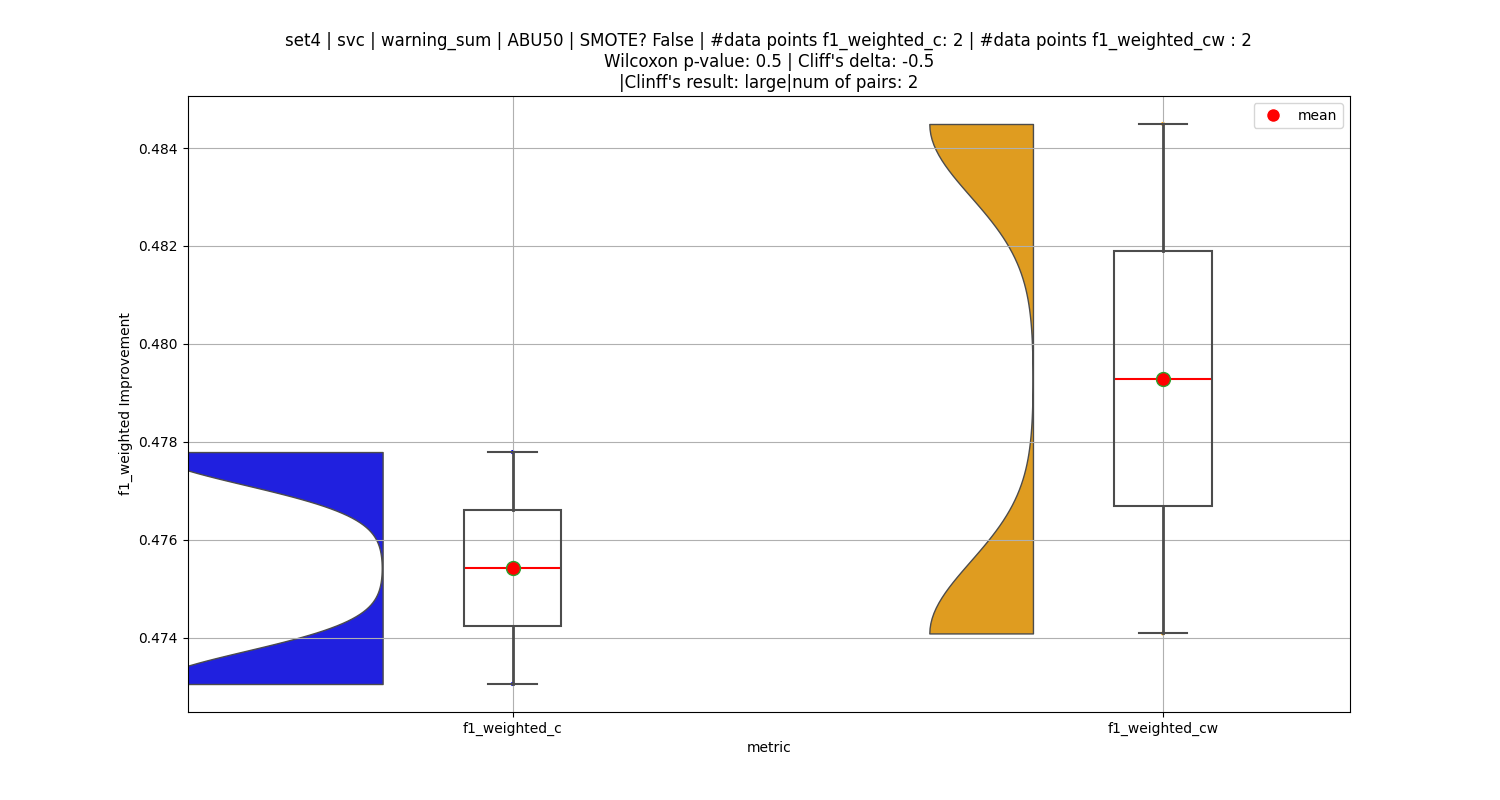 set4 | svc | warning_sum | ABU50 | SMOTE? False | #data points f1_weighted_c: 2 | #data points f1_weighted_cw : 2
Wilcoxon p-value: 0.5 | Cliff's delta: -0.5
|Clinff's result: large|num of pairs: 2
mean
0.484
0.482
0.480
0.478
0.476
0.474
f1_weighted Improvement
f1_weighted_c
f1_weighted_cw
metric